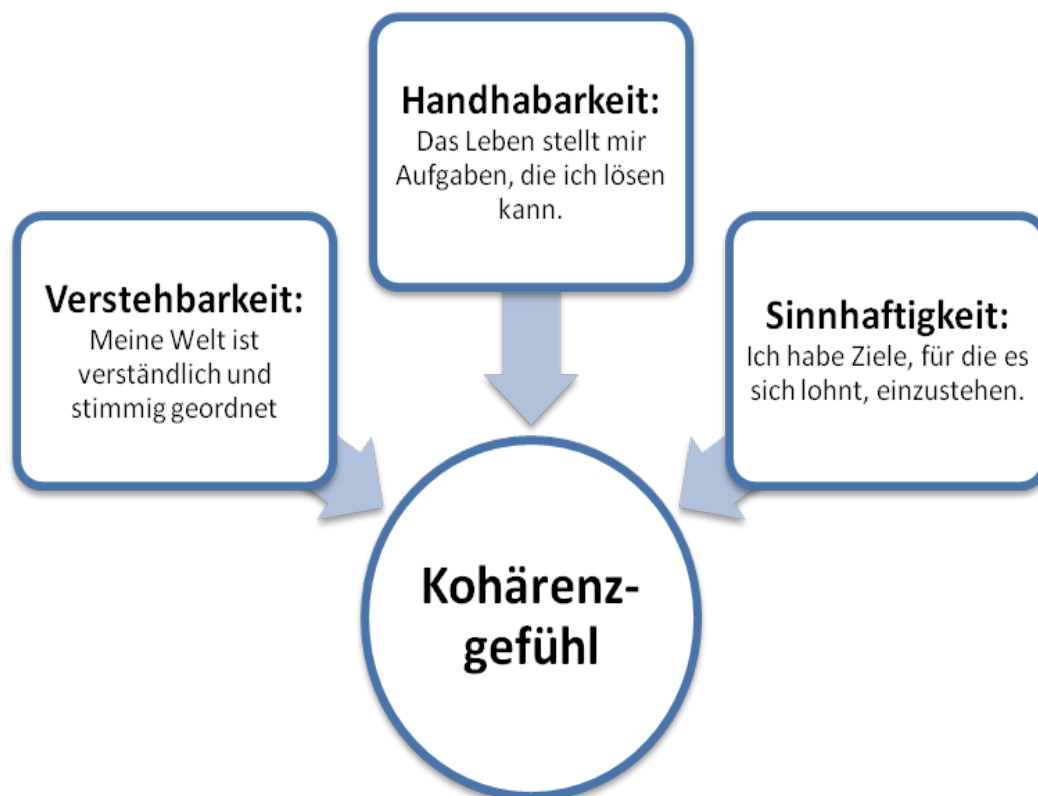 Handhabarkeit:
Das Leben stellt mir
Aufgaben, die ich lösen
kann.
Verstehbarkeit:
Meine Welt ist
verständlich und
stimmig geordnet
Sinnhaftigkeit:
Ich habe Ziele, für die es
sich lohnt, einzustehen.
Kohärenz-
gefühl